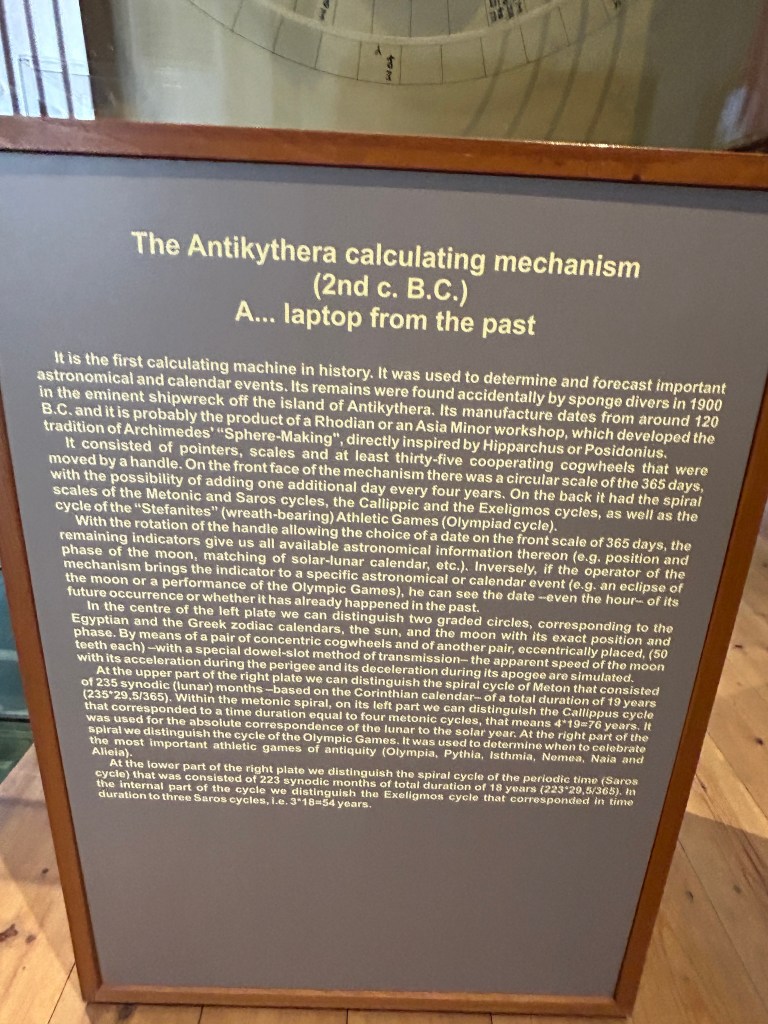 The Antikythera calculating mechanism
(2nd c. B.C.)
A... laptop from the past
It is the first calculating machine in history. It was used to determine and forecast important
astronomical and calendar events. Its remains were found accidentally by sponge divers in 1900
in the eminent shipwreck off the island of Antikythera. Its manufacture dates from around 120
B.C. and it is probably the product of a Rhodian or an Asia Minor workshop, which developed the
tradition of Archimedes' "Sphere-Making", directly inspired by Hipparchus or Posidonius.
It consisted of pointers, scales and at least thirty-five cooperating cogwheels that were
moved by a handle. On the front face of the mechanism there was a circular scale of the 365 days,
with the possibility of adding one additional day every four years. On the back it had the spiral
scales of the Metonic and Saros cycles, the Callippic and the Exeligmos cycles, as well as the
cycle of the "Stefanites" (wreath-bearing) Athletic Games (Olympiad cycle).
With the rotation of the handle allowing the choice of a date on the front scale of 365 days, the
remaining indicators give us all available astronomical information thereon (e.g. position and
phase of the moon, matching of solar-lunar calendar, etc.). Inversely, if the operator of the
mechanism brings the indicator to a specific astronomical or calendar event (e.g. an eclipse of
the moon or a performance of the Olympic Games), he can see the date –even the hour– of its
future occurrence or whether it has already happened in the past.
In the centre of the left plate we can distinguish two graded circles, corresponding to the
Egyptian and the Greek zodiac calendars, the sun, and the moon with its exact position and
phase. By means of a pair of concentric cogwheels and of another pair, eccentrically placed, (50
teeth each) –with a special dowel-slot method of transmission– the apparent speed of the moon
with its acceleration during the perigee and its deceleration during its apogee are simulated.
At the upper part of the right plate we can distinguish the spiral cycle of Meton that consisted
of 235 synodic (lunar) months –based on the Corinthian calendar– of a total duration of 19 years
(235*29,5/365). Within the metonic spiral, on its left part we can distinguish the Callippus cycle
that corresponded to a time duration equal to four metonic cycles, that means 4*19=76 years. It
was used for the absolute correspondence of the lunar to the solar year. At the right part of the
spiral we distinguish the cycle of the Olympic Games. It was used to determine when to celebrate
the most important athletic games of antiquity (Olympia, Pythia, Isthmia, Nemea, Naia and
Alieia).
At the lower part of the right plate we distinguish the spiral cycle of the periodic time (Saros
cycle) that was consisted of 223 synodic months of total duration of 18 years (223*29,5/365). In
the internal part of the cycle we distinguish the Exeligmos cycle that corresponded in time
duration to three Saros cycles, i.e. 3*18=54 years.